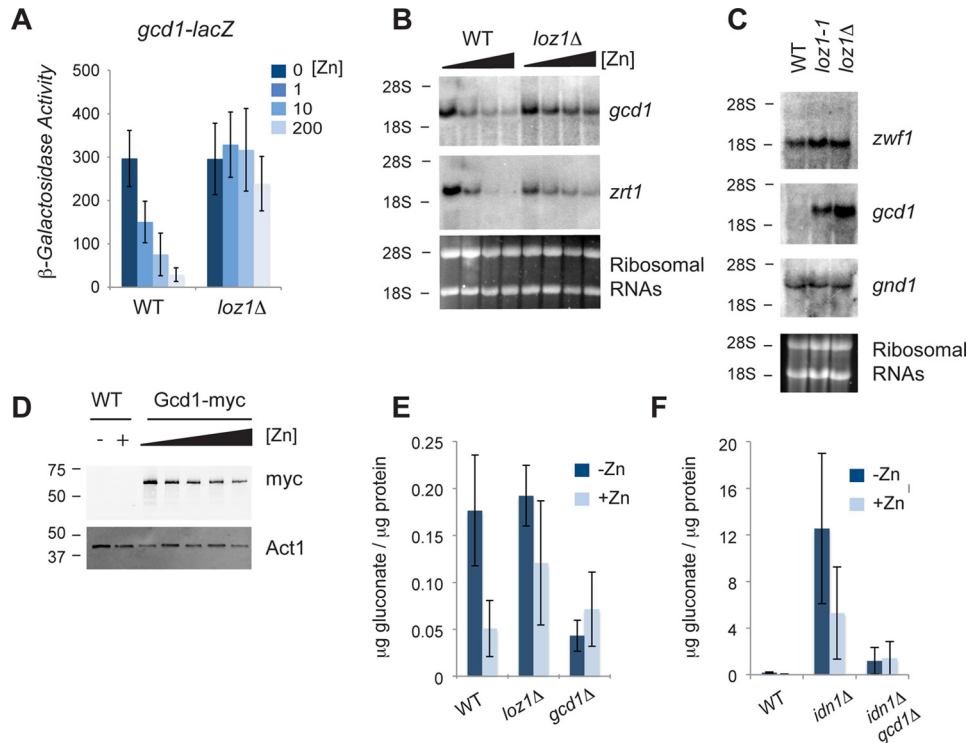 A
gcd1-lacZ
β-Galactosidase Activity
500
400
300
200
100
0
0 [Zn]
1
10
200
WT loz1Δ
B
WT loz1Δ
[Zn]
28S
18S
gcd1
28S
18S
zrt1
28S
18S
Ribosomal
RNAs
C
WT loz1-1 loz1Δ
28S
18S
zwf1
28S
18S
gcd1
28S
18S
gnd1
28S
18S
Ribosomal
RNAs
D
WT Gcd1-myc
- + [Zn]
75
50
myc
50
37
Act1
E
μg gluconate / μg protein
0.25
0.20
0.15
0.10
0.05
0
-Zn
+Zn
WT loz1Δ gcd1Δ
F
μg gluconate / μg protein
20
16
12
8
4
0
-Zn
+Zn
WT idn1Δ idn1Δ
gcd1Δ